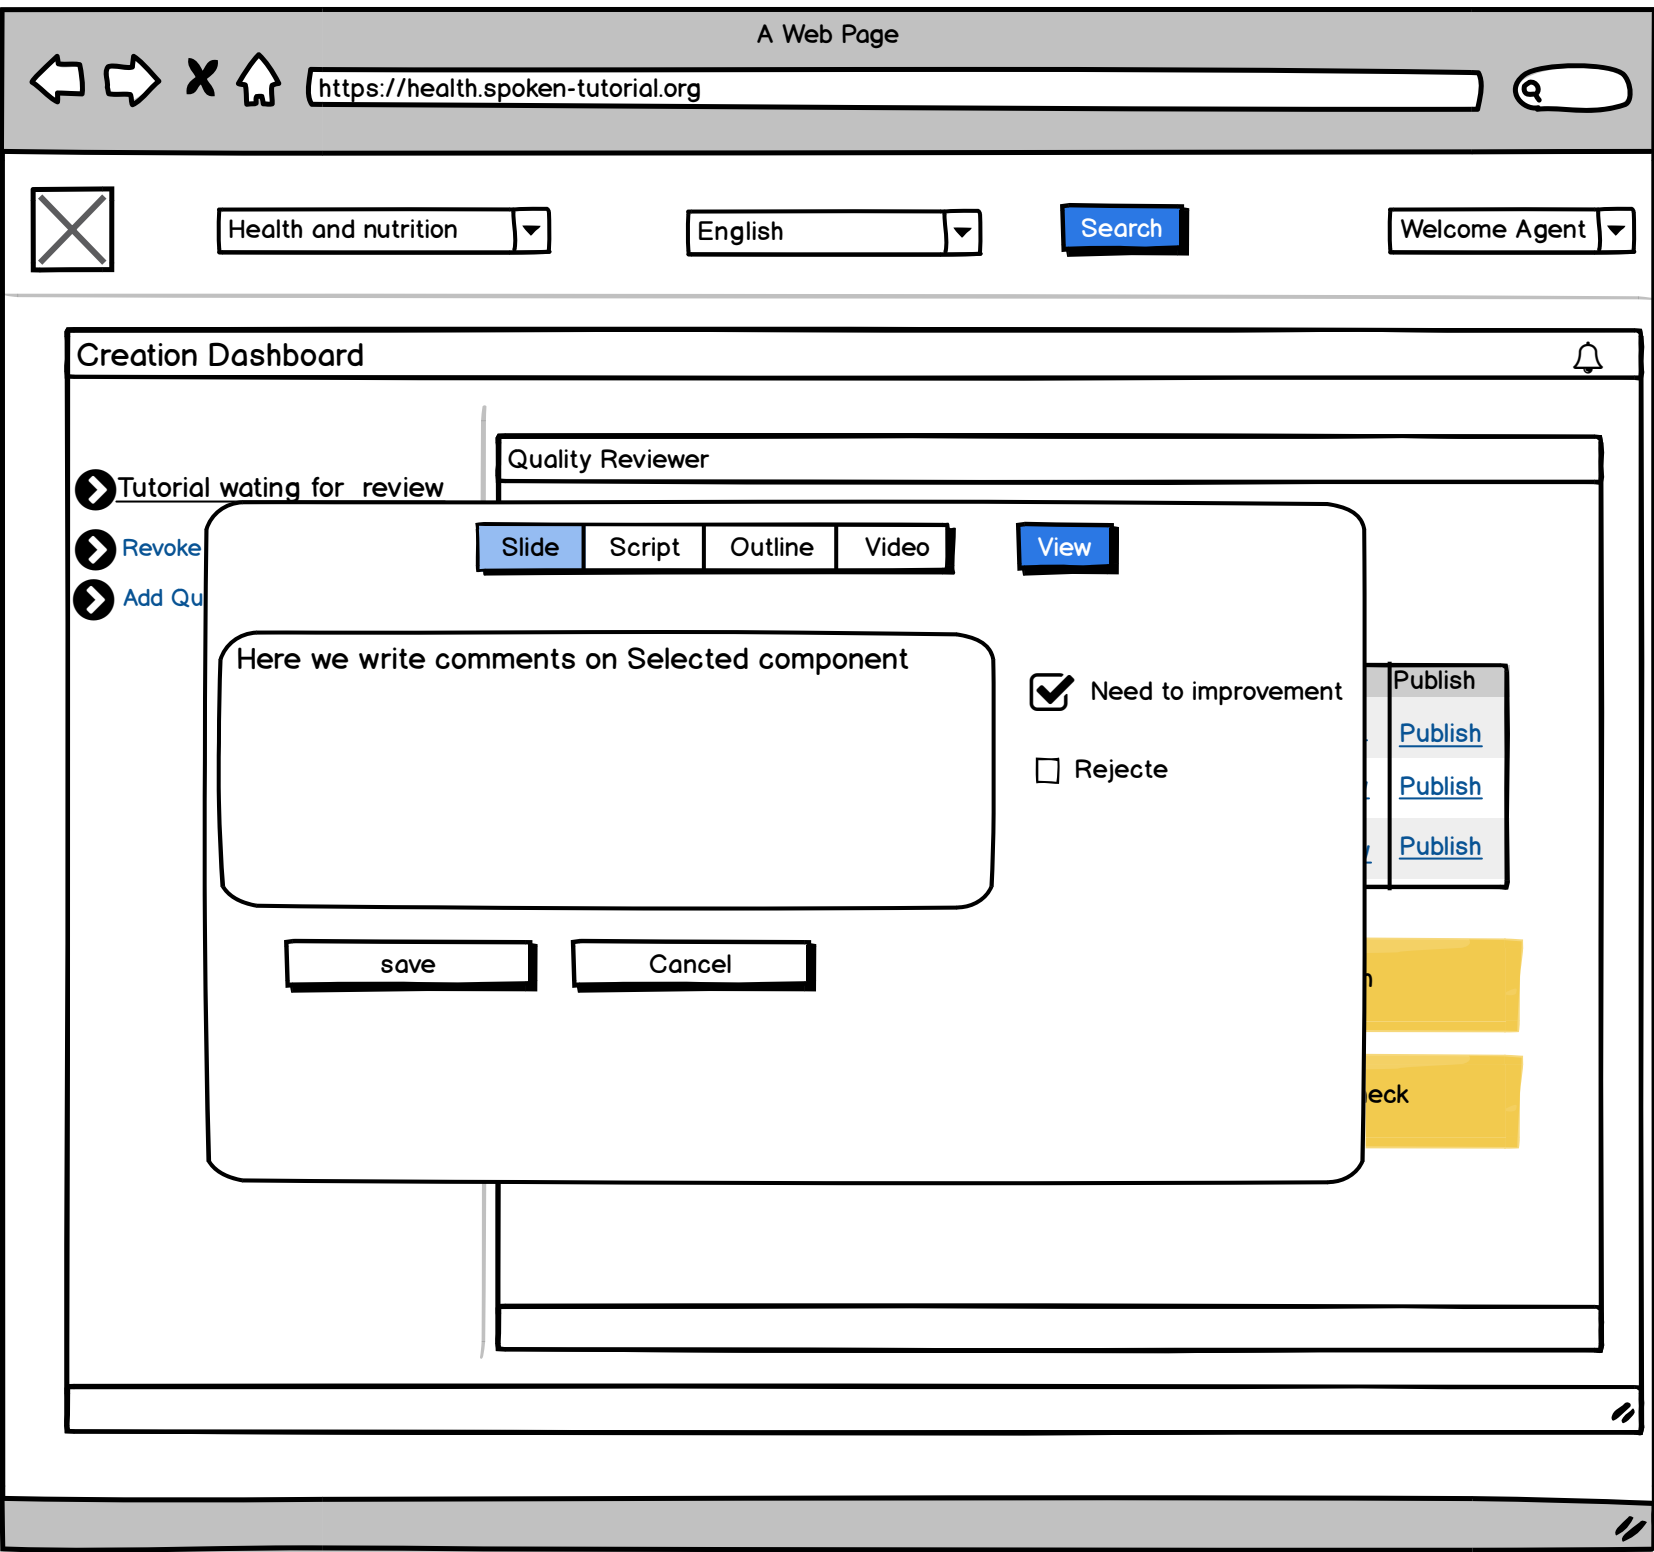 A Web Page
https://health.spoken-tutorial.org
Health and nutrition
English
Search
Welcome Agent
Creation Dashboard
Quality Reviewer
Tutorial wating for review
Revoke
Add Qu
Slide
Script
Outline
Video
View
Here we write comments on Selected component
Need to improvement
Rejecte
Publish
Publish
Publish
Publish
save
Cancel
eck